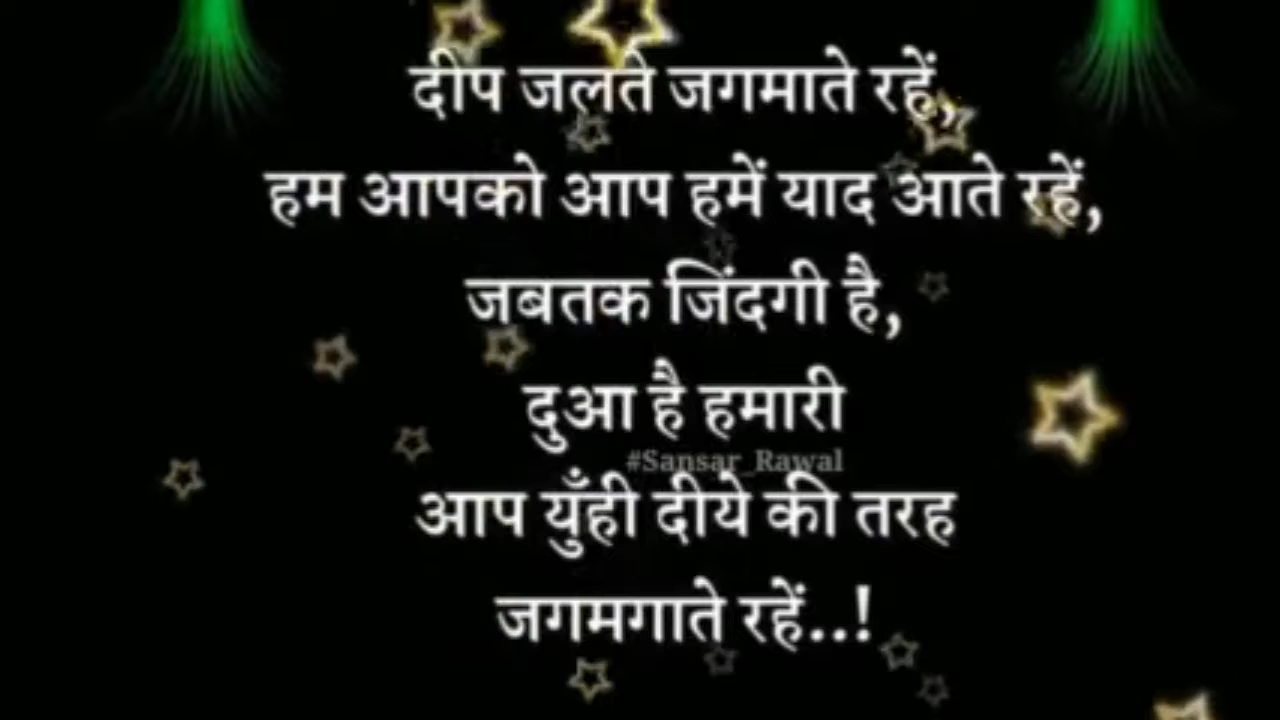 दीप जलते जगमाते रहें,
हम आपको आप हमें याद आते रहें,
जबतक जिंदगी है,
दुआ है हमारी
#Sansar_Rawal
आप युँही दीये की तरह
जगमगाते रहें..!